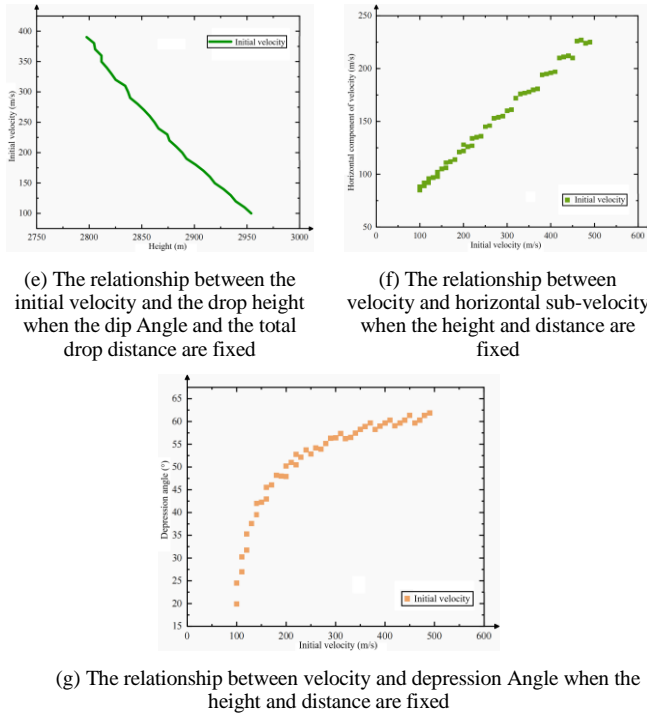 400
350
300
250
200
150
100
2750
2800
2850
2900
2950
3000
Initial velocity (m/s)
Height (m)
Initial velocity
(e) The relationship between the
initial velocity and the drop height
when the dip Angle and the total
drop distance are fixed
250
200
150
100
50
0
100
200
300
400
500
600
Horizontal component of velocity (m/s)
Initial velocity (m/s)
Initial velocity
(f) The relationship between
velocity and horizontal sub-velocity
when the height and distance are
fixed
65
60
55
50
45
40
35
30
25
20
15
0
100
200
300
400
500
600
Depression angle (°)
Initial velocity (m/s)
Initial velocity
(g) The relationship between velocity and depression Angle when the
height and distance are fixed